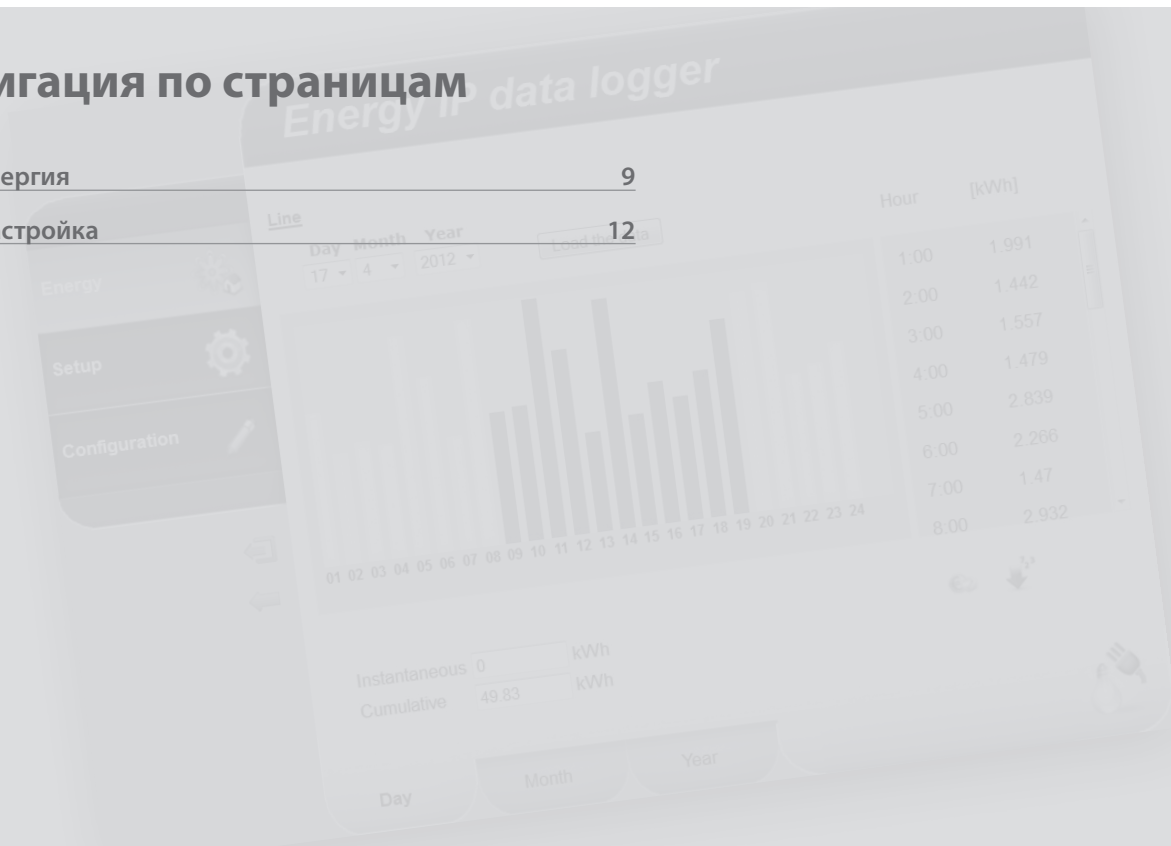 игация по страницам
Energy IP data logger
ергия 9
стройка 12
Line
Day Month Year
17 4 2012
Load the data
Hour [kWh]
1:00 1.991
2:00 1.442
3:00 1.557
4:00 1.479
5:00 2.839
6:00 2.266
7:00 1.47
8:00 2.932
Energy
Setup
Configuration
01 02 03 04 05 06 07 08 09 10 11 12 13 14 15 16 17 18 19 20 21 22 23 24
Instantaneous 0 kWh
Cumulative 49.83 kWh
Day Month Year